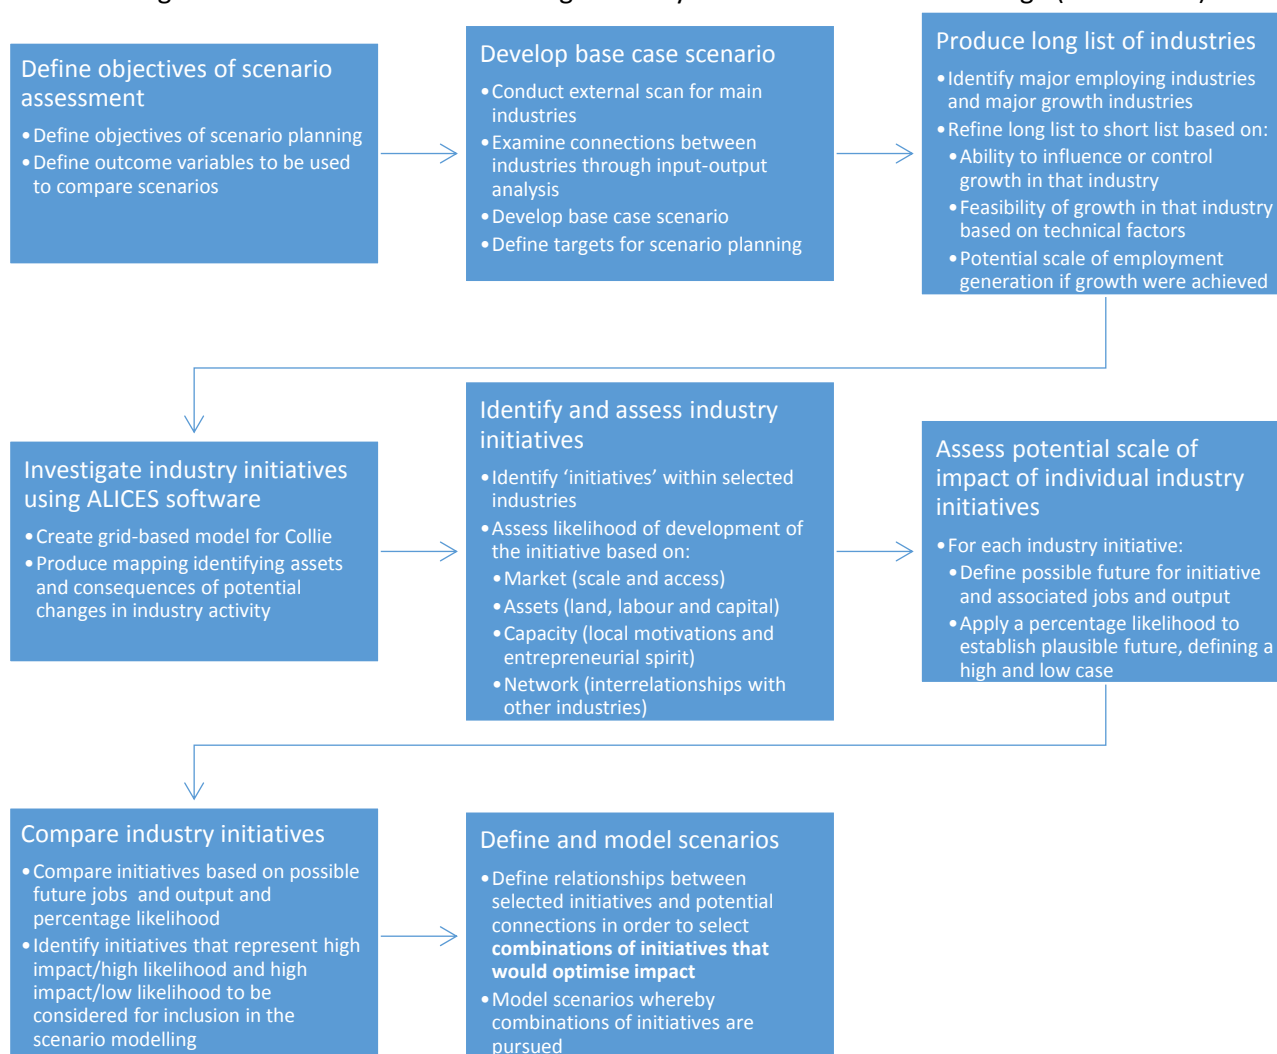 Define objectives of scenario
assessment
•Define objectives of scenario planning
•Define outcome variables to be used
to compare scenarios
Develop base case scenario
•Conduct external scan for main
industries
•Examine connections between
industries through input-output
analysis
•Develop base case scenario
•Define targets for scenario planning
Produce long list of industries
•Identify major employing industries
and major growth industries
•Refine long list to short list based on:
•Ability to influence or control
growth in that industry
•Feasibility of growth in that industry
based on technical factors
•Potential scale of employment
generation if growth were achieved
Investigate industry initiatives
using ALICES software
•Create grid-based model for Collie
•Produce mapping identifying assets
and consequences of potential
changes in industry activity
Identify and assess industry
initiatives
•Identify ‘initiatives’ within selected
industries
•Assess likelihood of development of
the initiative based on:
•Market (scale and access)
•Assets (land, labour and capital)
•Capacity (local motivations and
entrepreneurial spirit)
•Network (interrelationships with
other industries)
Assess potential scale of
impact of individual industry
initiatives
•For each industry initiative:
•Define possible future for initiative
and associated jobs and output
•Apply a percentage likelihood to
establish plausible future, defining a
high and low case
Compare industry initiatives
•Compare initiatives based on possible
future jobs and output and
percentage likelihood
•Identify initiatives that represent high
impact/high likelihood and high
impact/low likelihood to be
considered for inclusion in the
scenario modelling
Define and model scenarios
•Define relationships between
selected initiatives and potential
connections in order to select
combinations of initiatives that
would optimise impact
•Model scenarios whereby
combinations of initiatives are
pursued